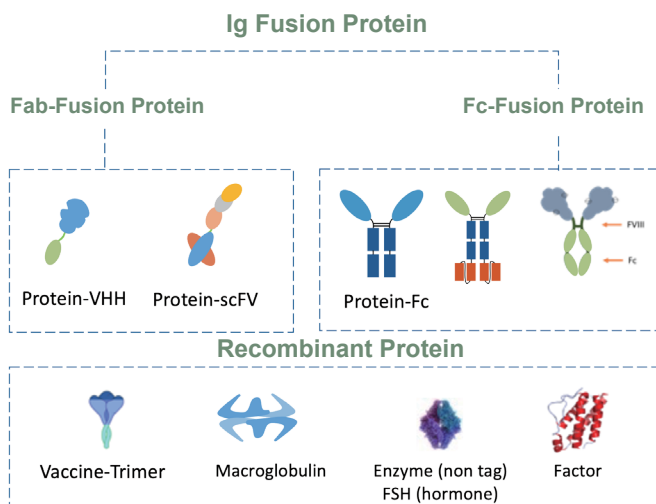 Ig Fusion Protein
Fab-Fusion Protein
Fc-Fusion Protein
FVIII
Fc
Protein-VHH
Protein-scFV
Protein-Fc
Recombinant Protein
Vaccine-Trimer
Macroglobulin
Enzyme (non tag)
FSH (hormone)
Factor